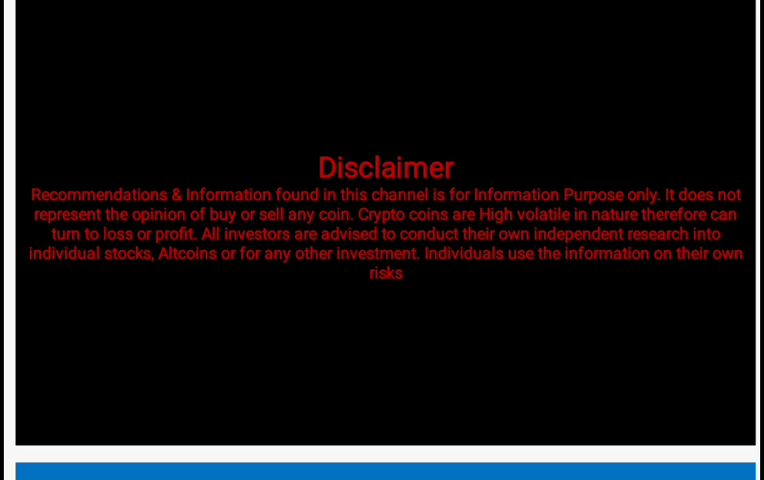 Disclaimer
Recommendations & Information found in this channel is for Information Purpose only. It does not
represent the opinion of buy or sell any coin. Crypto coins are High volatile in nature therefore can
turn to loss or profit. All investors are advised to conduct their own independent research into
individual stocks, Altcoins or for any other investment. Individuals use the information on their own
risks